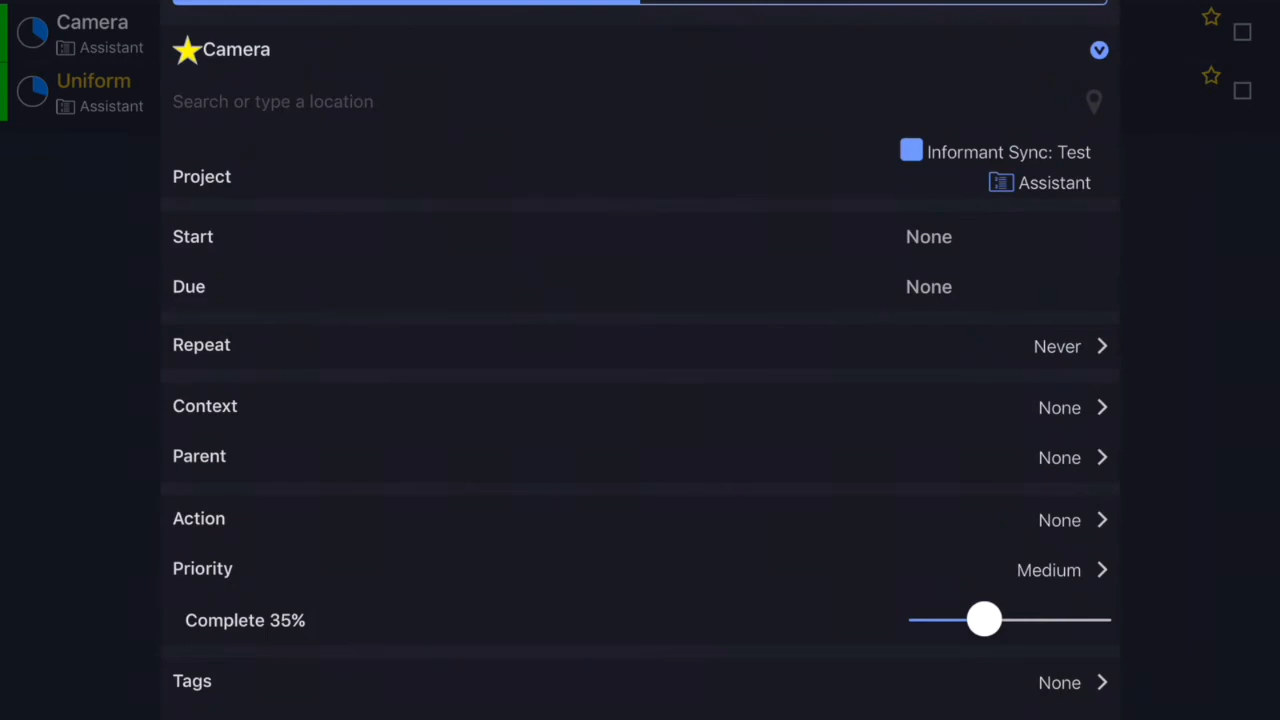 Camera
Assistant
Uniform
Assistant
Camera
Search or type a location
Informant Sync: Test
Project
Assistant
Start None
Due None
Repeat Never
Context None
Parent None
Action None
Priority Medium
Complete 35%
Tags None